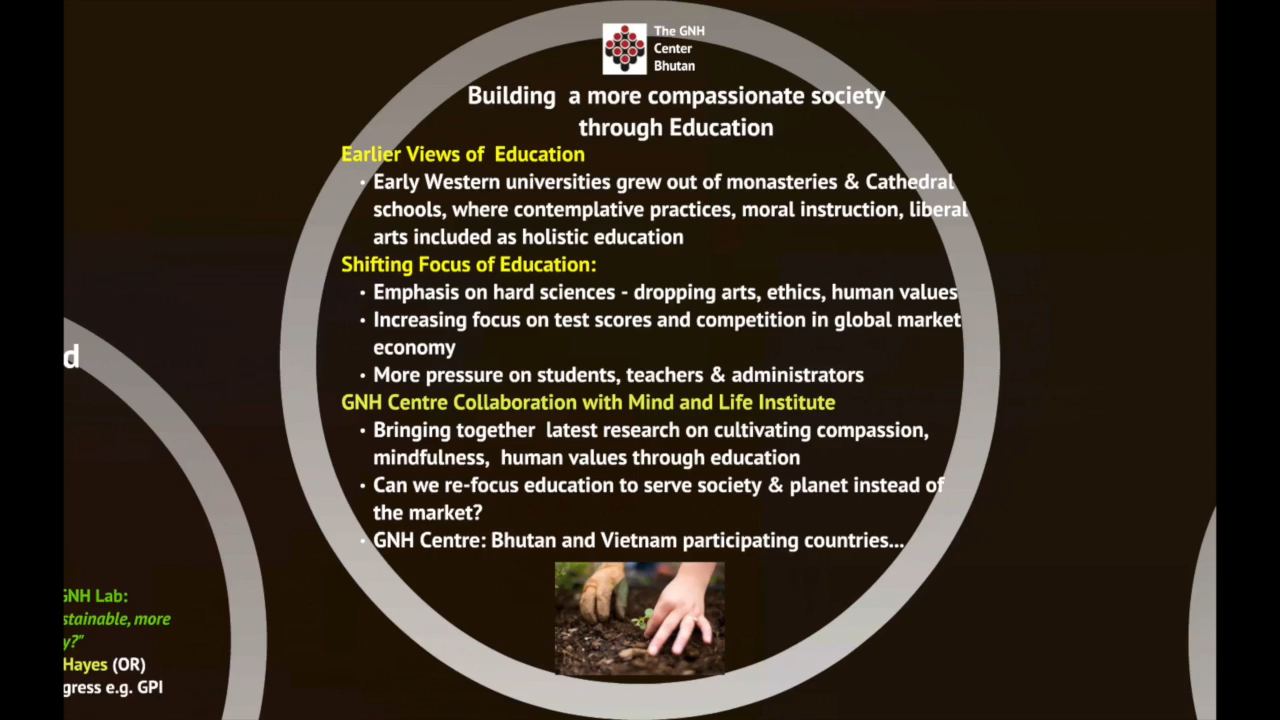 The GNH
Center
Bhutan
Building a more compassionate society
through Education
Earlier Views of Education
• Early Western universities grew out of monasteries & Cathedral
schools, where contemplative practices, moral instruction, liberal
arts included as holistic education
Shifting Focus of Education:
• Emphasis on hard sciences - dropping arts, ethics, human values
• Increasing focus on test scores and competition in global market
economy
• More pressure on students, teachers & administrators
GNH Centre Collaboration with Mind and Life Institute
• Bringing together latest research on cultivating compassion,
mindfulness, human values through education
• Can we re-focus education to serve society & planet instead of
the market?
• GNH Centre: Bhutan and Vietnam participating countries...
d
GNH Lab:
stainable, more
y?"
Hayes (OR)
gress e.g. GPI